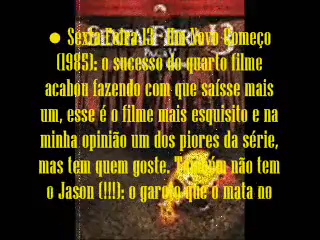 ● Sexta Feira 13 Um Novo Começo
(1985): o sucesso do quarto filme
acabou fazendo com que saísse mais
um, esse é o filme mais esquisito e na
minha opinião um dos piores da série,
mas tem quem goste. Também não tem
o Jason (!!!): o garoto que o mata no